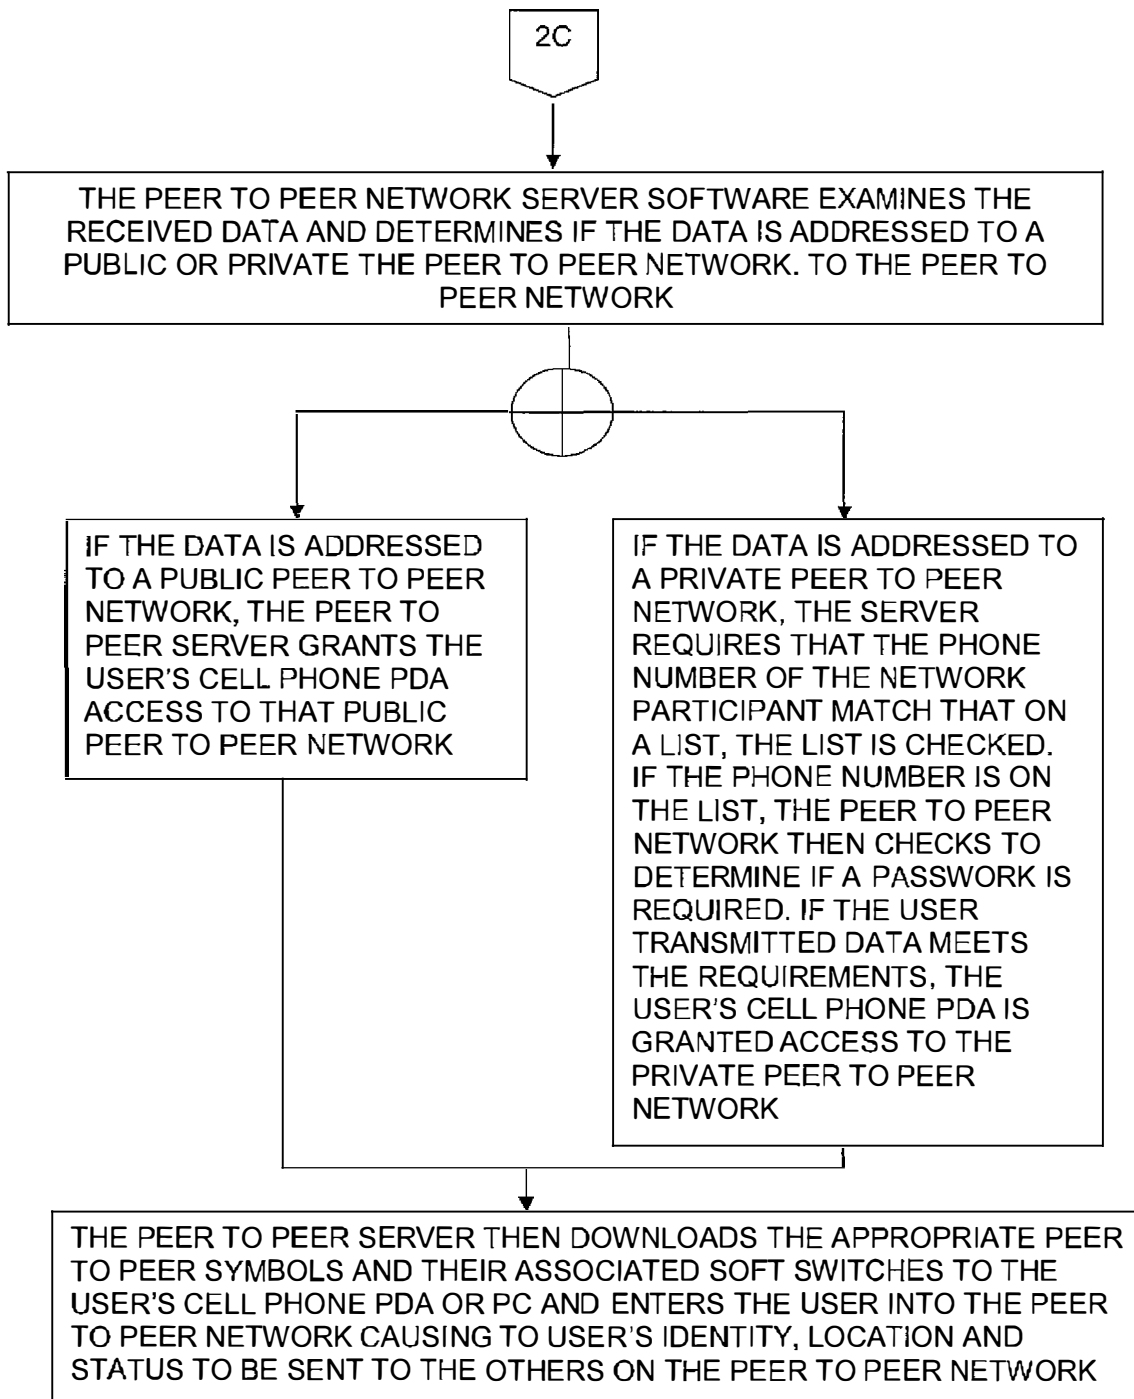 2C
THE PEER TO PEER NETWORK SERVER SOFTWARE EXAMINES THE
RECEIVED DATA AND DETERMINES IF THE DATA IS ADDRESSED TO A
PUBLIC OR PRIVATE THE PEER TO PEER NETWORK. TO THE PEER TO
PEER NETWORK
IF THE DATA IS ADDRESSED
TO A PUBLIC PEER TO PEER
NETWORK, THE PEER TO
PEER SERVER GRANTS THE
USER'S CELL PHONE PDA
ACCESS TO THAT PUBLIC
PEER TO PEER NETWORK
IF THE DATA IS ADDRESSED TO
A PRIVATE PEER TO PEER
NETWORK, THE SERVER
REQUIRES THAT THE PHONE
NUMBER OF THE NETWORK
PARTICIPANT MATCH THAT ON
A LIST, THE LIST IS CHECKED.
IF THE PHONE NUMBER IS ON
THE LIST, THE PEER TO PEER
NETWORK THEN CHECKS TO
DETERMINE IF A PASSWORK IS
REQUIRED. IF THE USER
TRANSMITTED DATA MEETS
THE REQUIREMENTS, THE
USER'S CELL PHONE PDA IS
GRANTED ACCESS TO THE
PRIVATE PEER TO PEER
NETWORK
THE PEER TO PEER SERVER THEN DOWNLOADS THE APPROPRIATE PEER
TO PEER SYMBOLS AND THEIR ASSOCIATED SOFT SWITCHES TO THE
USER'S CELL PHONE PDA OR PC AND ENTERS THE USER INTO THE PEER
TO PEER NETWORK CAUSING TO USER'S IDENTITY, LOCATION AND
STATUS TO BE SENT TO THE OTHERS ON THE PEER TO PEER NETWORK